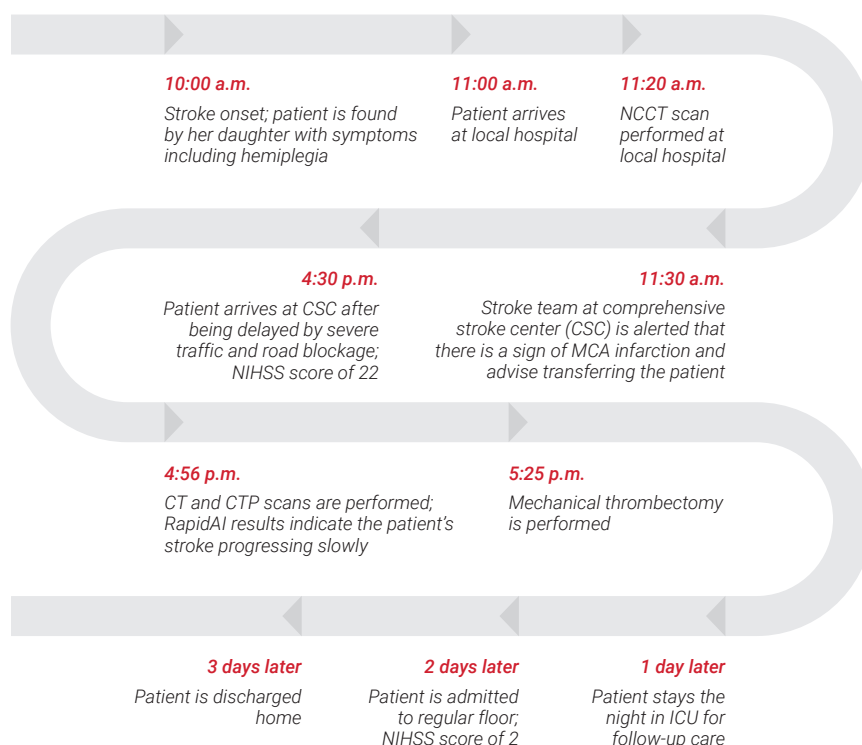 10:00 a.m.
Stroke onset; patient is found
by her daughter with symptoms
including hemiplegia
11:00 a.m.
Patient arrives
at local hospital
11:20 a.m.
NCCT scan
performed at
local hospital
11:30 a.m.
Stroke team at comprehensive
stroke center (CSC) is alerted that
there is a sign of MCA infarction and
advise transferring the patient
4:30 p.m.
Patient arrives at CSC after
being delayed by severe
traffic and road blockage;
NIHSS score of 22
4:56 p.m.
CT and CTP scans are performed;
RapidAI results indicate the patient's
stroke progressing slowly
5:25 p.m.
Mechanical thrombectomy
is performed
1 day later
Patient stays the
night in ICU for
follow-up care
2 days later
Patient is admitted
to regular floor;
NIHSS score of 2
3 days later
Patient is discharged
home